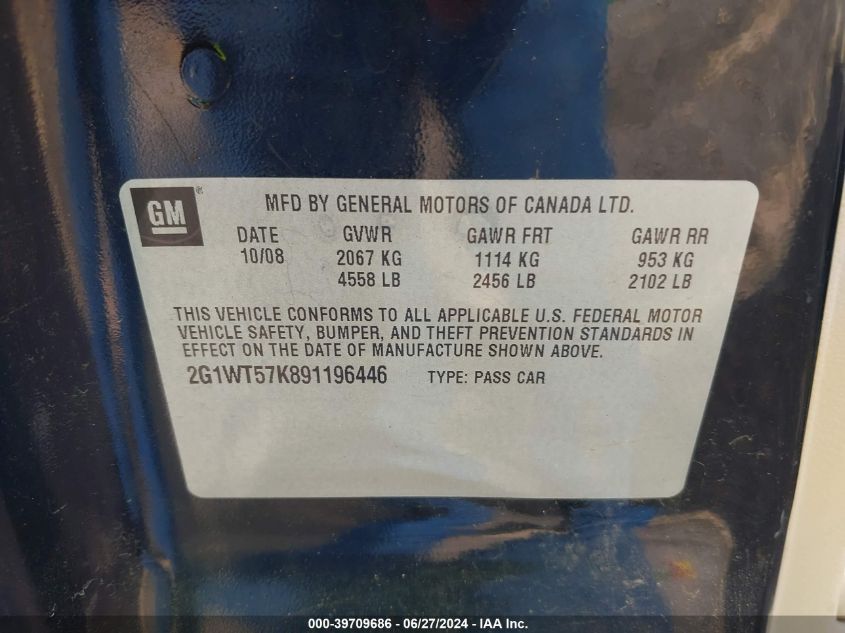 GM ® MFD BY GENERAL MOTORS OF CANADA LTD.
DATE GVWR GAWR FRT GAWR RR
10/08 2067 KG 1114 KG 953 KG
4558 LB 2456 LB 2102 LB
THIS VEHICLE CONFORMS TO ALL APPLICABLE U.S. FEDERAL MOTOR
VEHICLE SAFETY, BUMPER, AND THEFT PREVENTION STANDARDS IN
EFFECT ON THE DATE OF MANUFACTURE SHOWN ABOVE.
2G1WT57K891196446 TYPE: PASS CAR
000-39709686 / 06/27/2024 - IAA Inc.